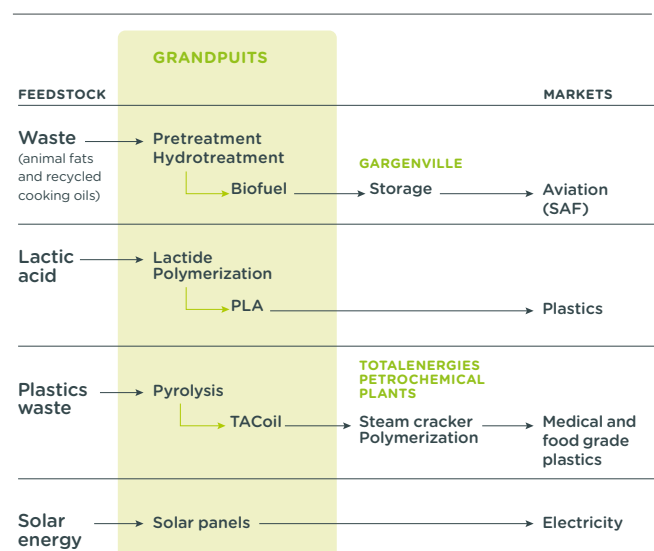 GRANDPUITS
FEEDSTOCK
MARKETS
Waste
(animal fats
and recycled
cooking oils)
Pretreatment
Hydrotreatment
Biofuel
GARGENVILLE
Storage
Aviation
(SAF)
Lactic
acid
Lactide
Polymerization
PLA
Plastics
Plastics
waste
Pyrolysis
TACoil
TOTALENERGIES
PETROCHEMICAL
PLANTS
Steam cracker
Polymerization
Medical and
food grade
plastics
Solar
energy
Solar panels
Electricity